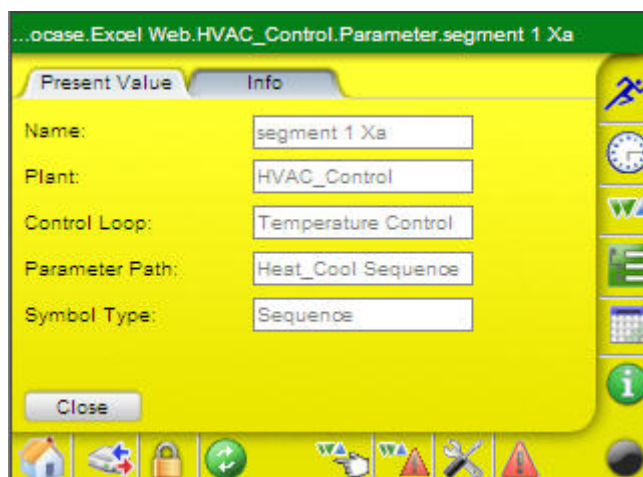 ...ocase.Excel Web.HVAC_Control.Parameter.segment 1 Xa
Present Value Info
Name: segment 1 Xa
Plant: HVAC_Control
Control Loop: Temperature Control
Parameter Path: Heat_Cool Sequence
Symbol Type: Sequence
Close